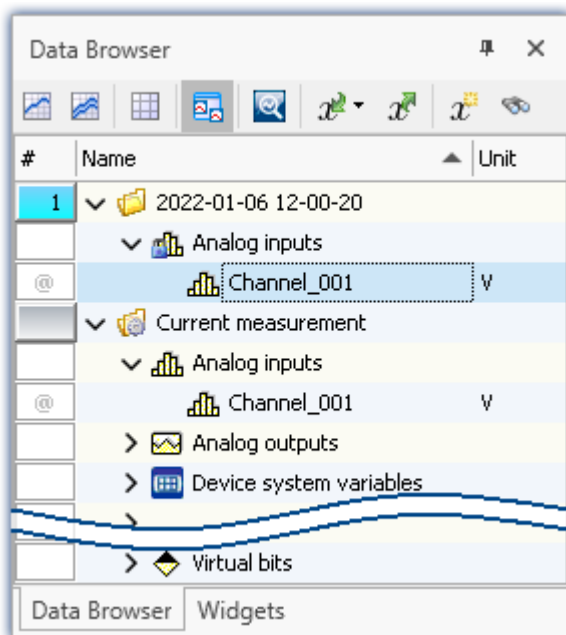 Data Browser
# Name Unit
1 2022-01-06 12-00-20
Analog inputs
@ Channel_001 V
Current measurement
Analog inputs
@ Channel_001 V
Analog outputs
Device system variables
Virtual bits
Data Browser Widgets